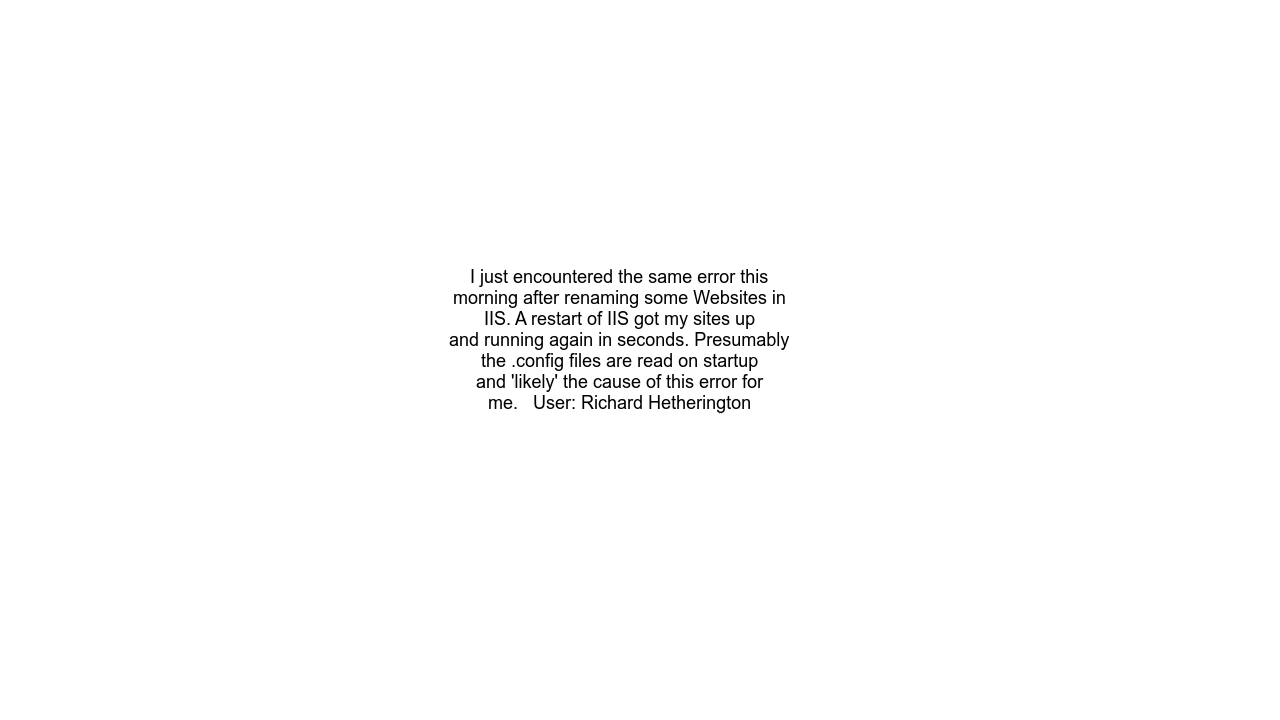 I just encountered the same error this
morning after renaming some Websites in
IIS. A restart of IIS got my sites up
and running again in seconds. Presumably
the .config files are read on startup
and 'likely' the cause of this error for
me.   User: Richard Hetherington